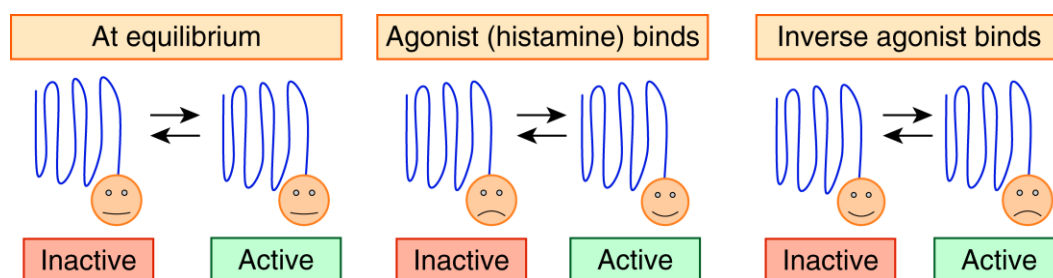 At equilibrium
Agonist (histamine) binds
Inverse agonist binds
Inactive
Active
Inactive
Active
Inactive
Active